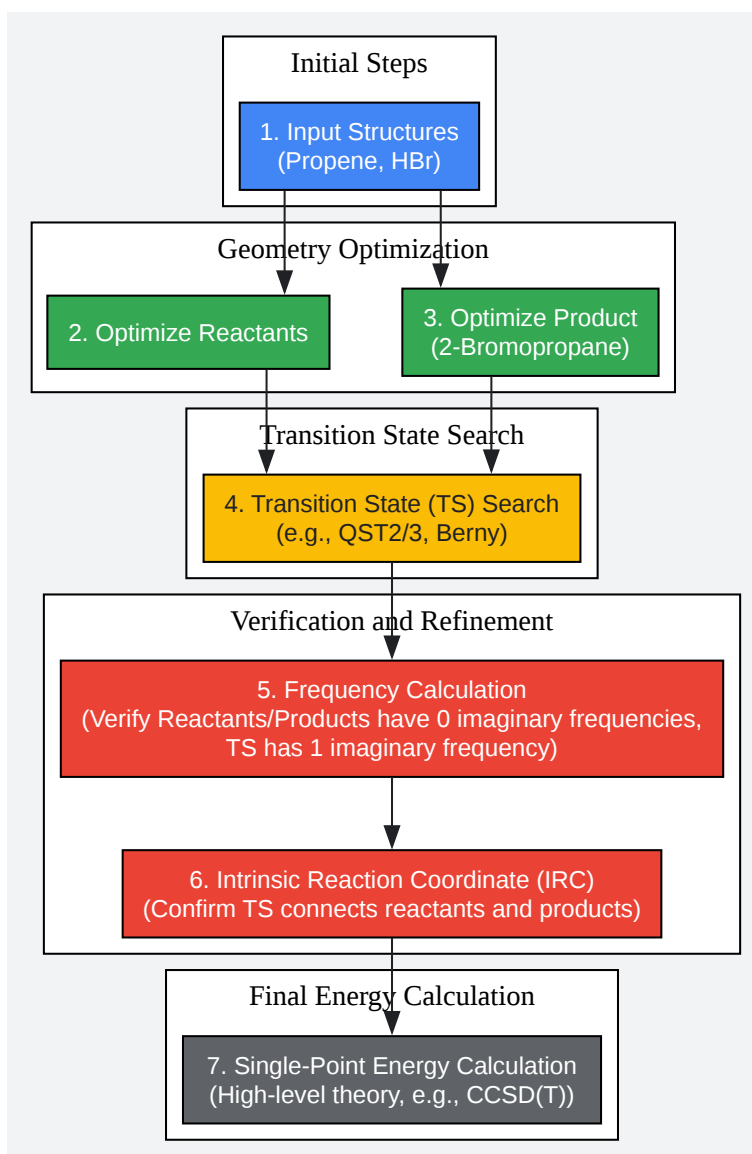 Initial Steps
1. Input Structures
(Propene, HBr)
Geometry Optimization
2. Optimize Reactants
3. Optimize Product
(2-Bromopropane)
Transition State Search
4. Transition State (TS) Search
(e.g., QST2/3, Berny)
Verification and Refinement
5. Frequency Calculation
(Verify Reactants/Products have 0 imaginary frequencies,
TS has 1 imaginary frequency)
6. Intrinsic Reaction Coordinate (IRC)
(Confirm TS connects reactants and products)
Final Energy Calculation
7. Single-Point Energy Calculation
(High-level theory, e.g., CCSD(T))